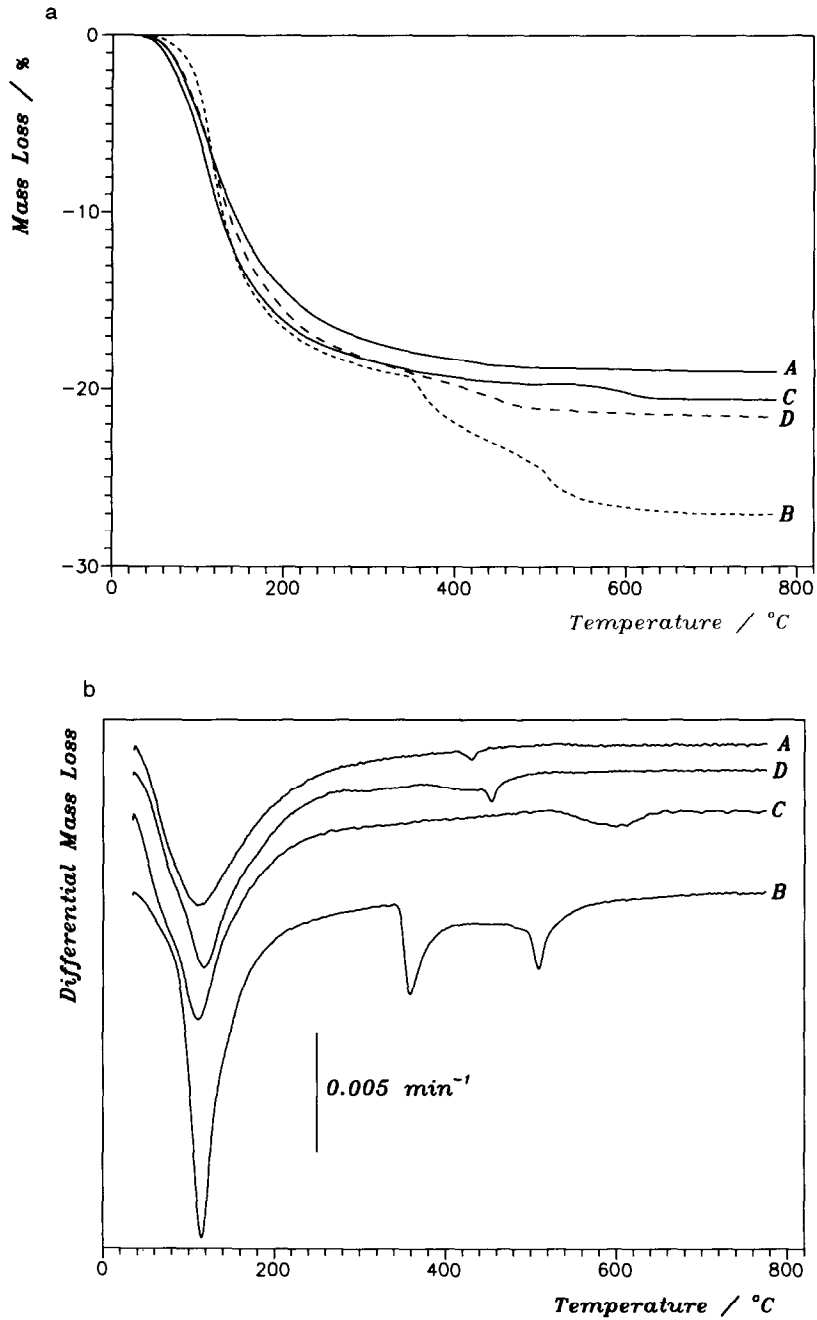 a
0
-10
-20
-30
Mass Loss / %
A
C
D
B
0 200 400 600 800
Temperature / °C
b
Differential Mass Loss
A
D
C
B
0.005 min⁻¹
0 200 400 600 800
Temperature / °C